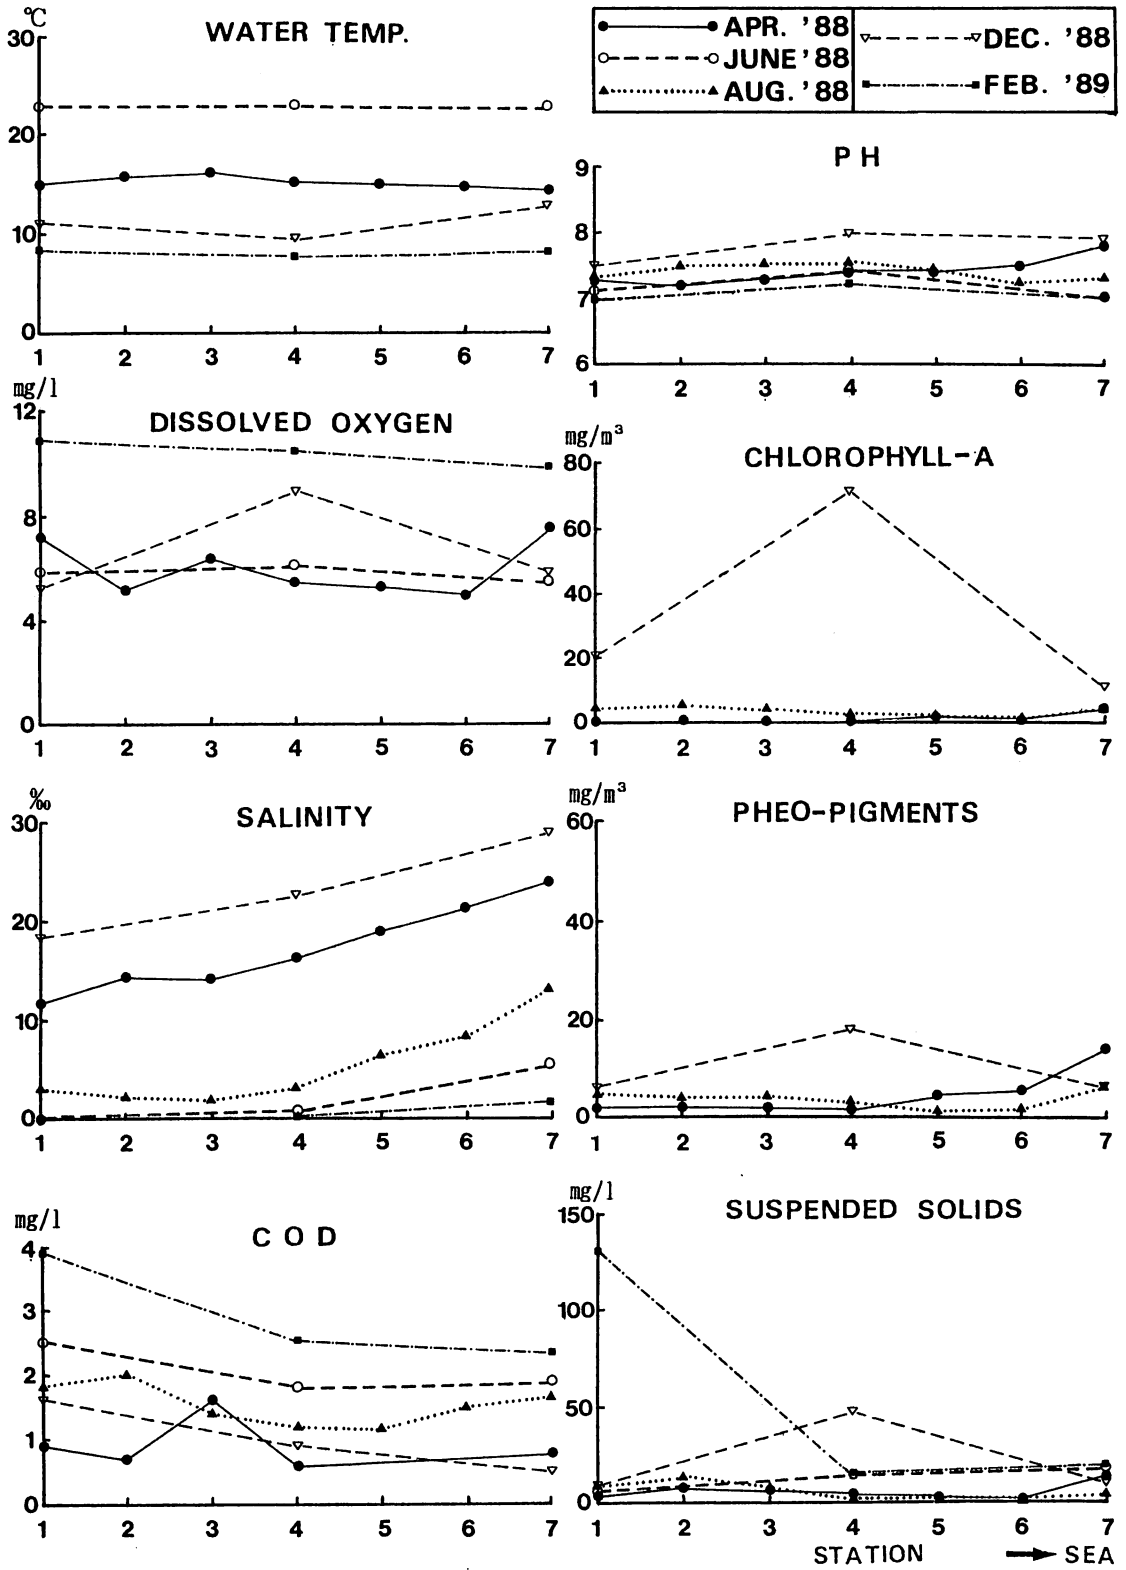 °C
WATER TEMP.
30
20
10
0
1 2 3 4 5 6 7
APR. '88
JUNE '88
AUG. '88
DEC. '88
FEB. '89
PH
9
8
7
6
1 2 3 4 5 6 7
mg/l
DISSOLVED OXYGEN
12
8
4
0
1 2 3 4 5 6 7
mg/m³
CHLOROPHYLL-A
80
60
40
20
0
1 2 3 4 5 6 7
‰
SALINITY
30
20
10
0
1 2 3 4 5 6 7
mg/m³
PHEO-PIGMENTS
60
40
20
0
1 2 3 4 5 6 7
mg/l
COD
4
3
2
1
0
1 2 3 4 5 6 7
mg/l
SUSPENDED SOLIDS
150
100
50
0
1 2 3 4 5 6 7
STATION → SEA